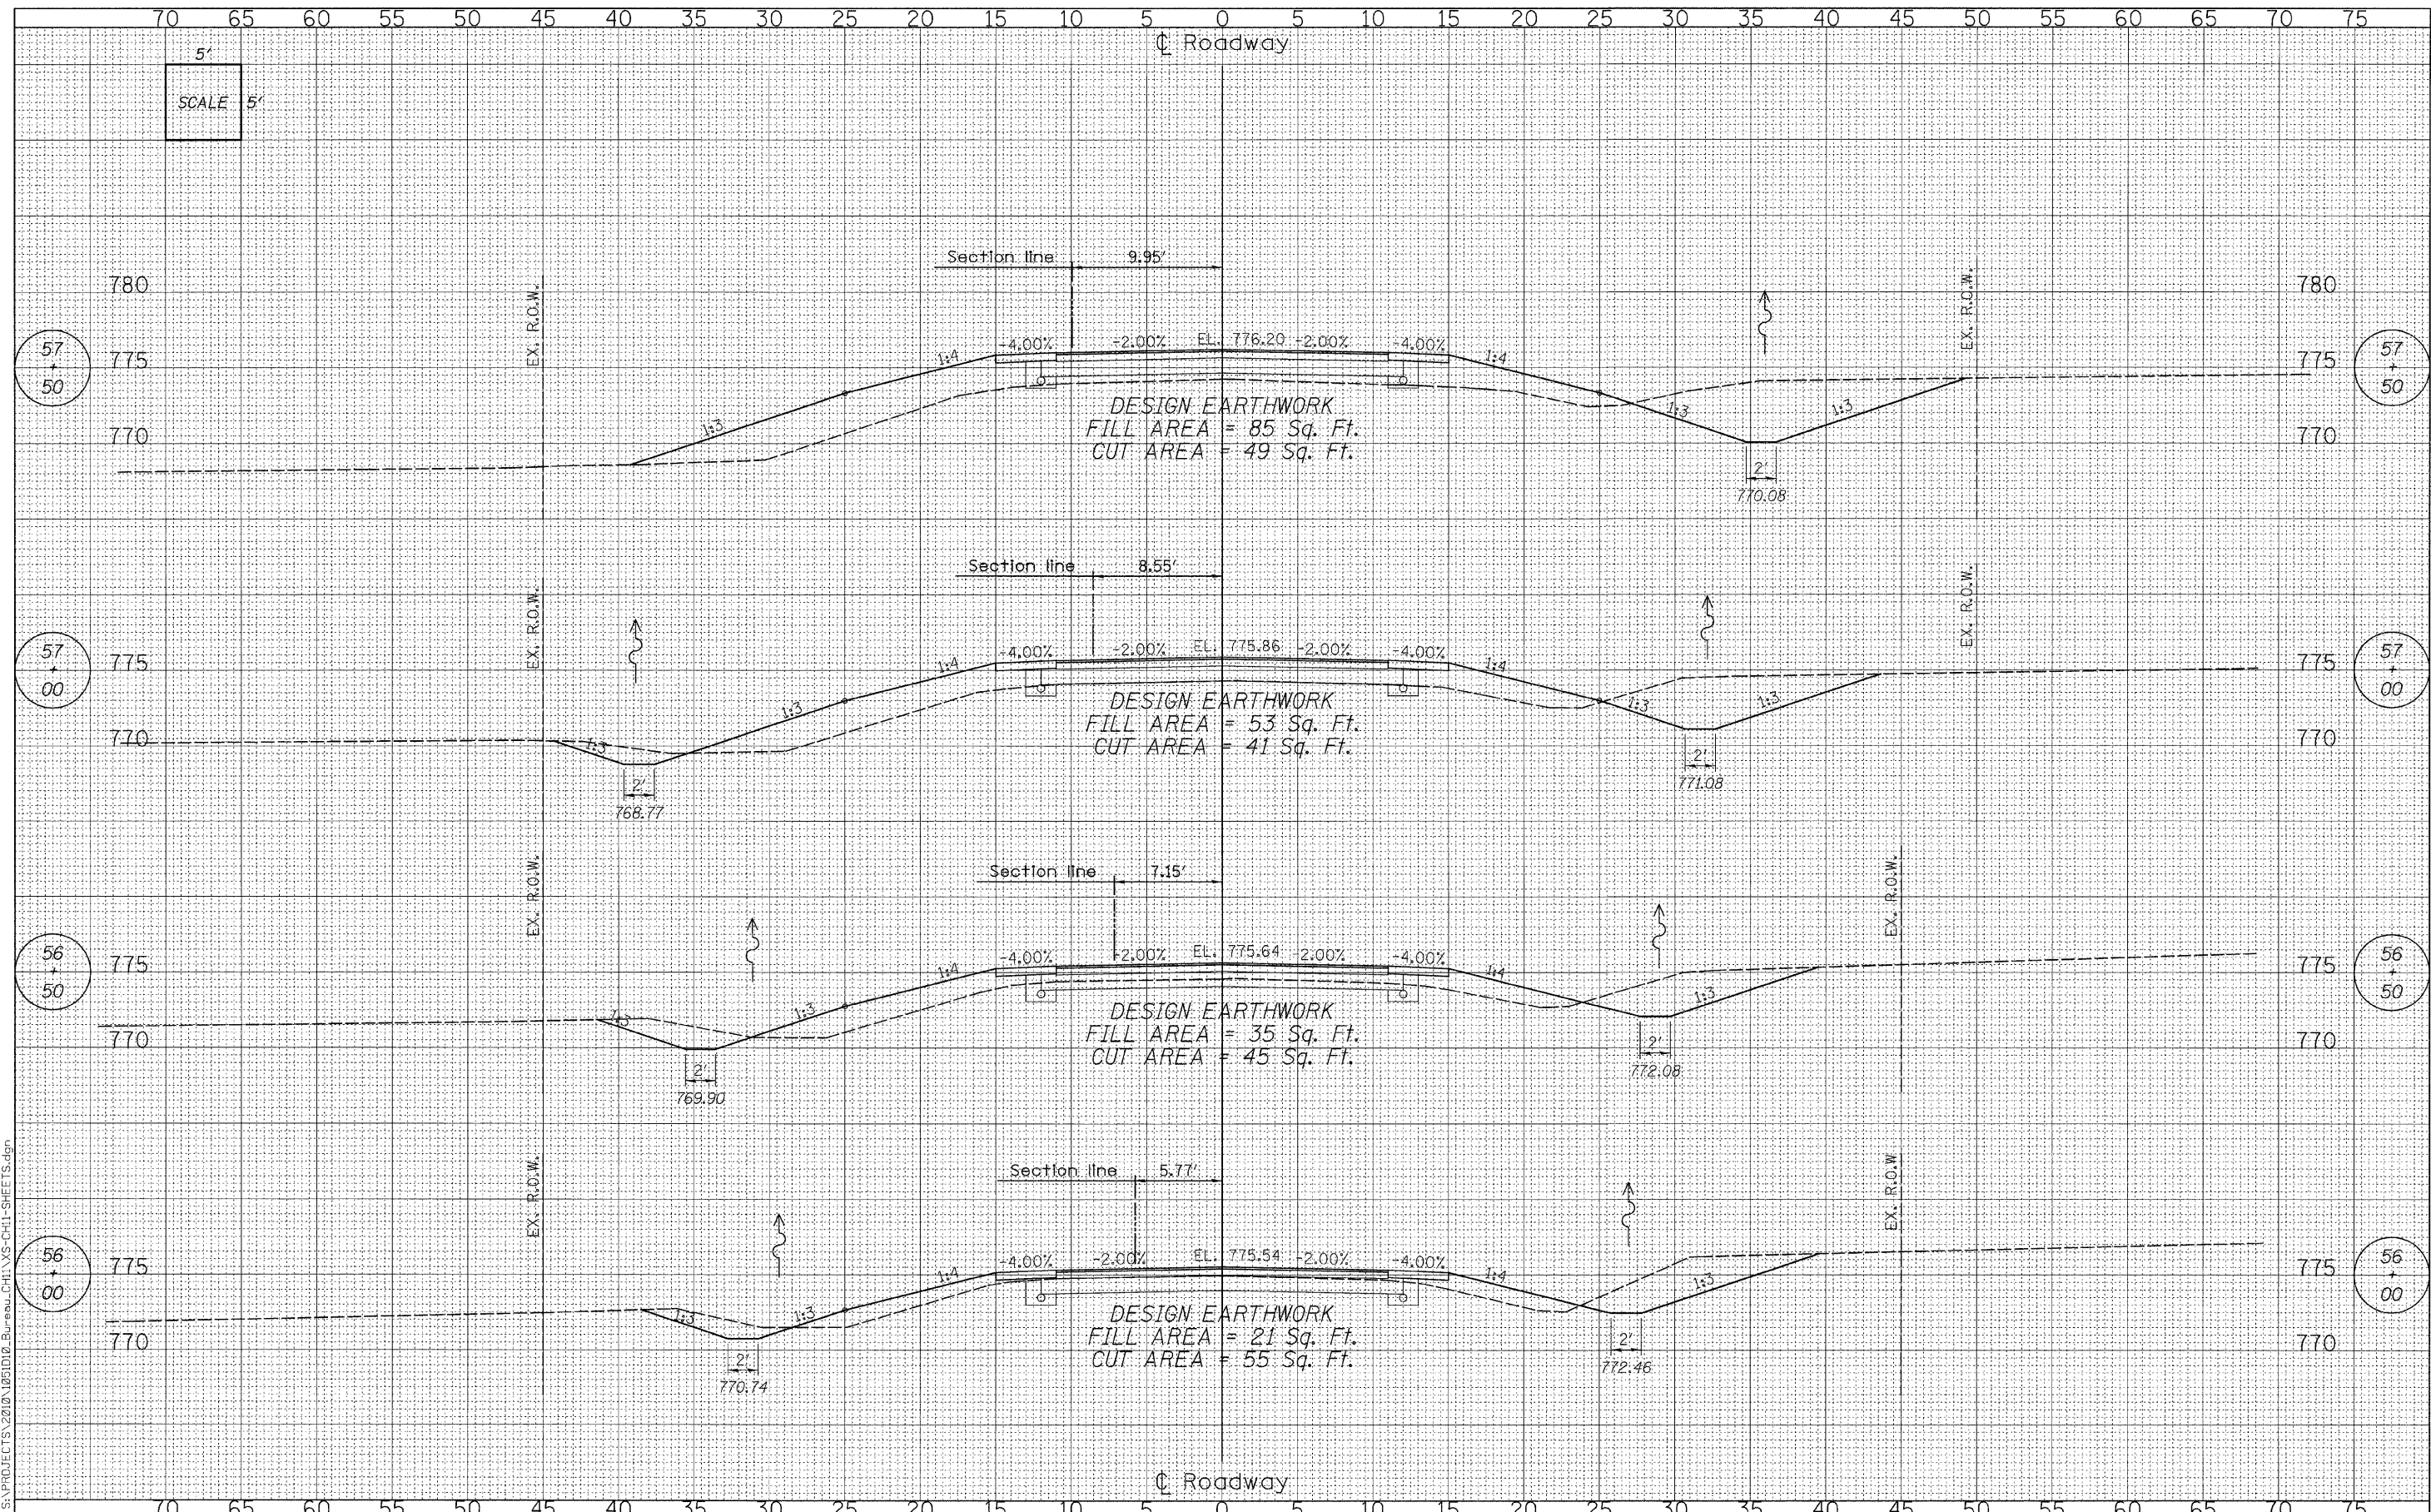 70 65 60 55 50 45 40 35 30 25 20 15 10 5 0 5 10 15 20 25 30 35 40 45 50 55 60 65 70 75
℄ Roadway
5'
SCALE 5'
Section line 9.95'
780 EX. R.O.W. EX. R.O.W. 780
57 + 50 775 1:4 -4.00% -2.00% EL. 776.20 -2.00% -4.00% 1:4 775 57 + 50
1:3 1:3 1:3
DESIGN EARTHWORK
770 FILL AREA = 85 Sq. Ft. 770
CUT AREA = 49 Sq. Ft.
2'
770.08
Section line 8.55'
EX. R.O.W. EX. R.O.W.
57 + 00 775 1:4 -4.00% -2.00% EL. 775.86 -2.00% -4.00% 1:4 775 57 + 00
1:3 1:3 1:3 1:3
DESIGN EARTHWORK
FILL AREA = 53 Sq. Ft.
770 CUT AREA = 41 Sq. Ft. 770
2' 2'
768.77 771.08
Section line 7.15'
EX. R.O.W. EX. R.O.W.
56 + 50 775 1:4 -4.00% -2.00% EL. 775.64 -2.00% -4.00% 1:4 775 56 + 50
1:3 1:3 1:3
DESIGN EARTHWORK
770 FILL AREA = 35 Sq. Ft. 770
CUT AREA = 45 Sq. Ft.
2' 2'
769.90 772.08
Section line 5.77'
EX. R.O.W. EX. R.O.W
56 + 00 775 1:4 -4.00% -2.00% EL. 775.54 -2.00% -4.00% 1:4 775 56 + 00
1:3 1:3 1:3
DESIGN EARTHWORK
770 FILL AREA = 21 Sq. Ft. 770
CUT AREA = 55 Sq. Ft.
2' 2'
770.74 772.46
℄ Roadway
70 65 60 55 50 45 40 35 30 25 20 15 10 5 0 5 10 15 20 25 30 35 40 45 50 55 60 65 70 75
S:\PROJECTS\2010\1051D10_Bureau_CH11\XS-CH11-SHEETS.dgn